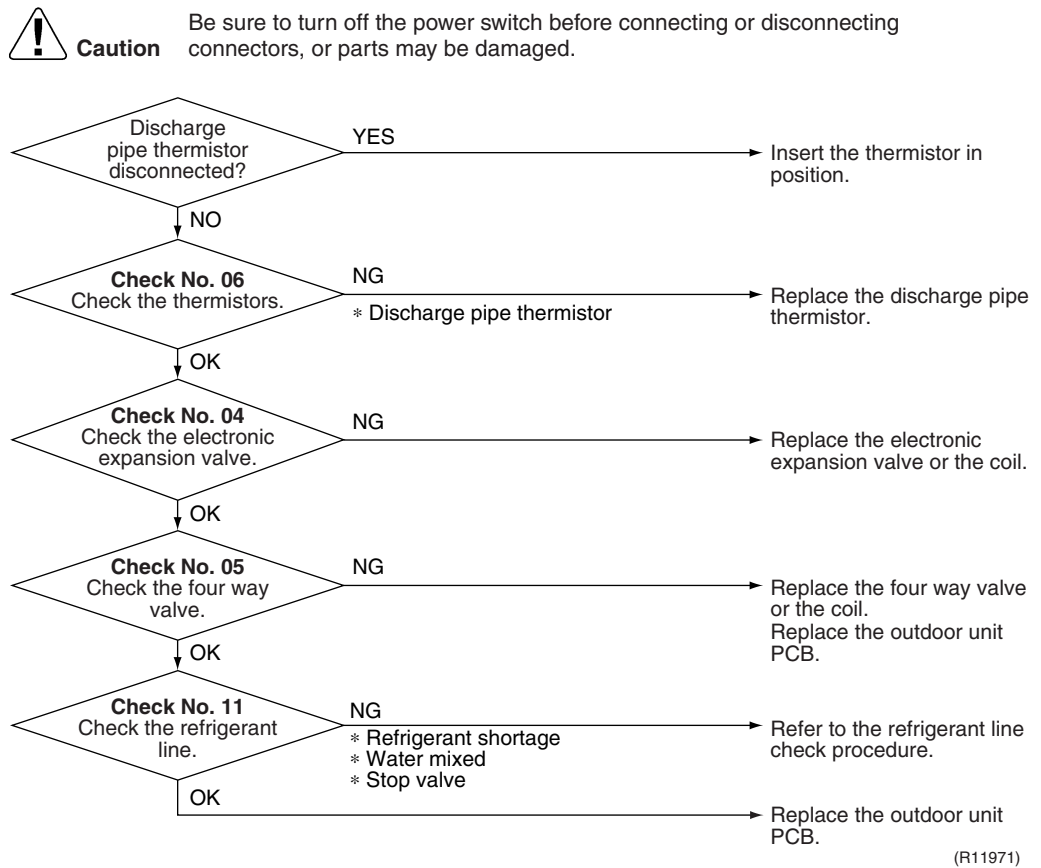 Caution
Be sure to turn off the power switch before connecting or disconnecting
connectors, or parts may be damaged.
Discharge
pipe thermistor
disconnected?
YES
Insert the thermistor in
position.
NO
Check No. 06
Check the thermistors.
NG
* Discharge pipe thermistor
Replace the discharge pipe
thermistor.
OK
Check No. 04
Check the electronic
expansion valve.
NG
Replace the electronic
expansion valve or the coil.
OK
Check No. 05
Check the four way
valve.
NG
Replace the four way valve
or the coil.
Replace the outdoor unit
PCB.
OK
Check No. 11
Check the refrigerant
line.
NG
* Refrigerant shortage
* Water mixed
* Stop valve
Refer to the refrigerant line
check procedure.
OK
Replace the outdoor unit
PCB.
(R11971)